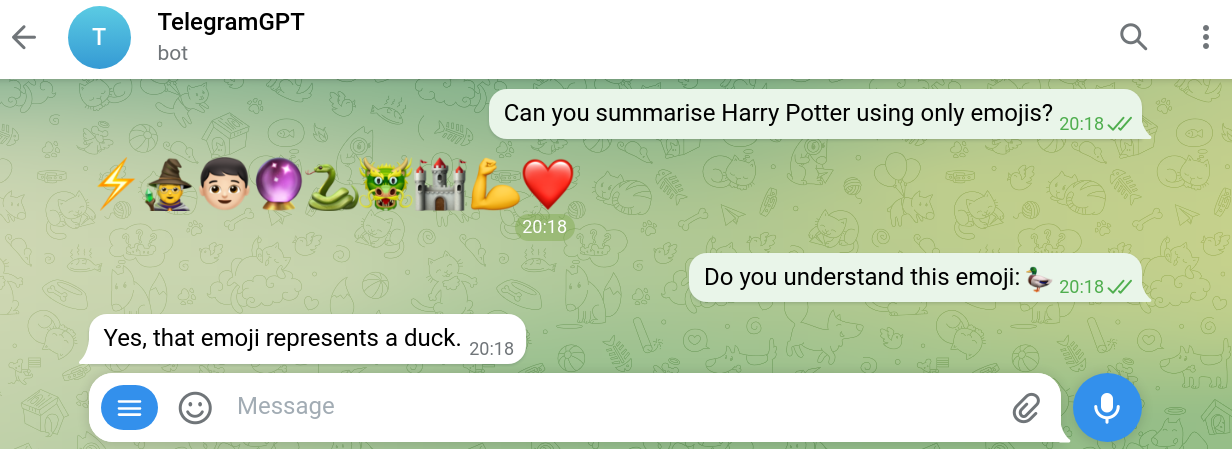 T
TelegramGPT
bot
Can you summarise Harry Potter using only emojis? 20:18
⚡🧙‍♀️👦🏻🔮🐍🐲🏰💪❤️
20:18
Do you understand this emoji: 🦆 20:18
Yes, that emoji represents a duck. 20:18
Message